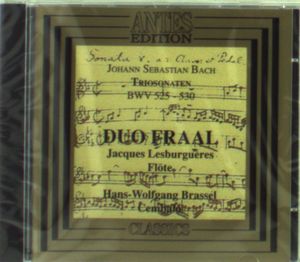 ANTES
EDITION
Sonata
Johann Sebastian Bach
Triosonaten
BWV 525 - 530
DUO FRAAL
Jacques Lesburguères
Flöte
Hans-Wolfgang Brassel
Cembalo
CLASSICS